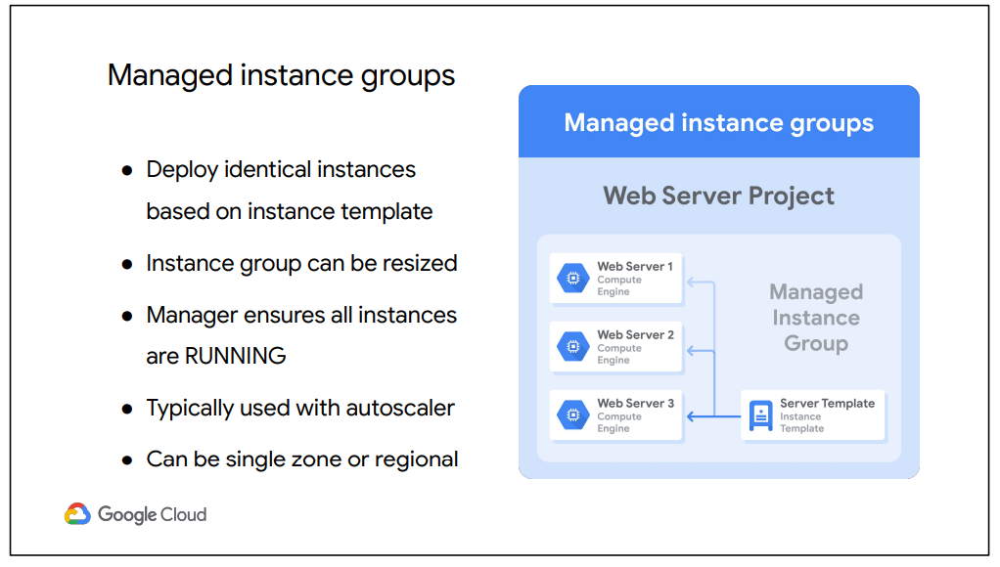 Managed instance groups
● Deploy identical instances
based on instance template
● Instance group can be resized
● Manager ensures all instances
are RUNNING
● Typically used with autoscaler
● Can be single zone or regional
Google Cloud
Managed instance groups
Web Server Project
Web Server 1
Compute
Engine
Web Server 2
Compute
Engine
Web Server 3
Compute
Engine
Managed
Instance
Group
Server Template
Instance
Template